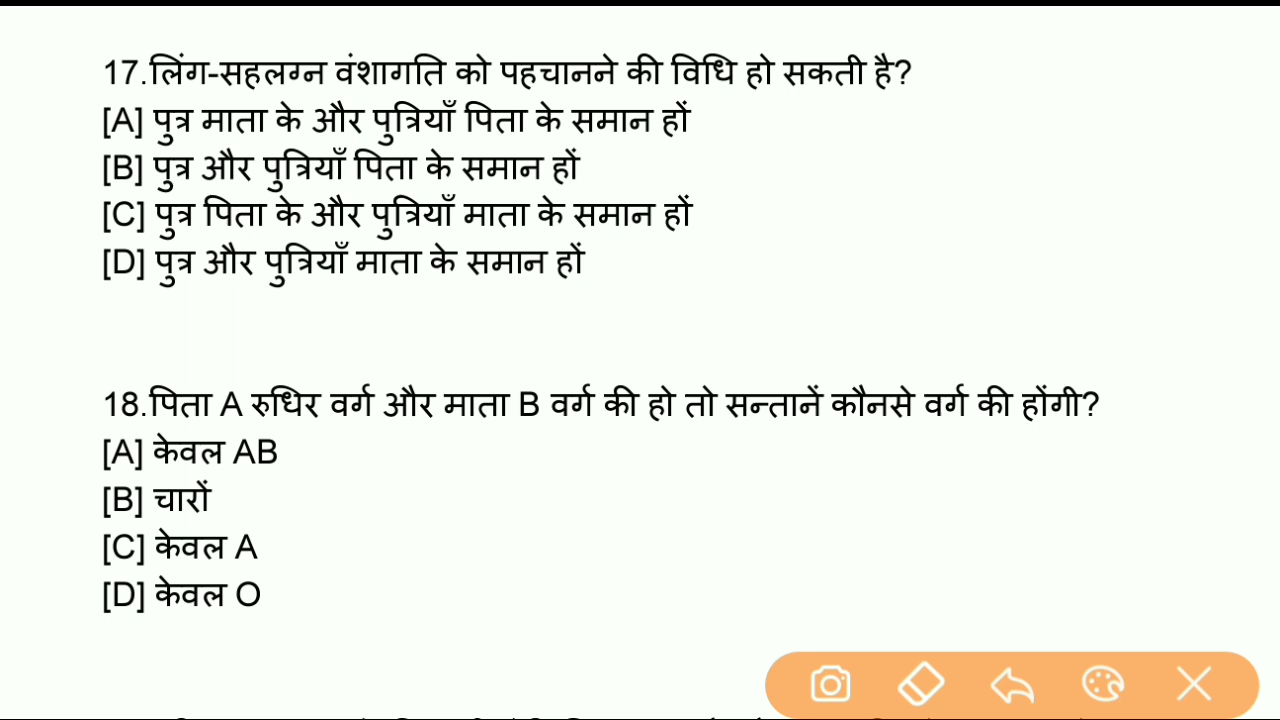 17.लिंग-सहलग्न वंशागति को पहचानने की विधि हो सकती है?
[A] पुत्र माता के और पुत्रियाँ पिता के समान हों
[B] पुत्र और पुत्रियाँ पिता के समान हों
[C] पुत्र पिता के और पुत्रियाँ माता के समान हों
[D] पुत्र और पुत्रियाँ माता के समान हों
18.पिता A रुधिर वर्ग और माता B वर्ग की हो तो सन्तानें कौनसे वर्ग की होंगी?
[A] केवल AB
[B] चारों
[C] केवल A
[D] केवल O